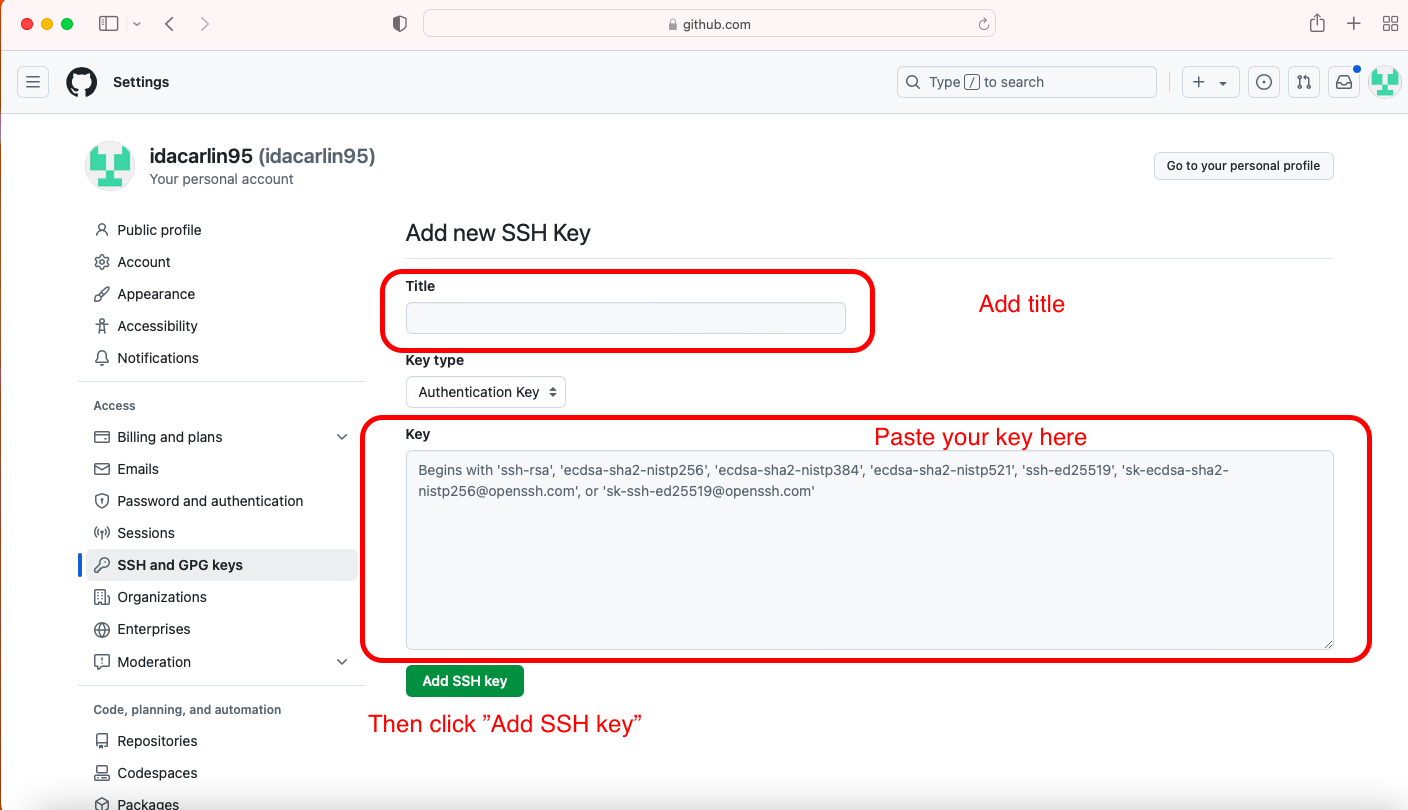 github.com
Settings
Type / to search
idacarlin95 (idacarlin95)
Your personal account
Go to your personal profile
Public profile
Account
Appearance
Accessibility
Notifications
Access
Billing and plans
Emails
Password and authentication
Sessions
SSH and GPG keys
Organizations
Enterprises
Moderation
Code, planning, and automation
Repositories
Codespaces
Packages
Add new SSH Key
Title
Add title
Key type
Authentication Key
Key
Paste your key here
Begins with 'ssh-rsa', 'ecdsa-sha2-nistp256', 'ecdsa-sha2-nistp384', 'ecdsa-sha2-nistp521', 'ssh-ed25519', 'sk-ecdsa-sha2-
nistp256@openssh.com', or 'sk-ssh-ed25519@openssh.com'
Add SSH key
Then click ”Add SSH key”